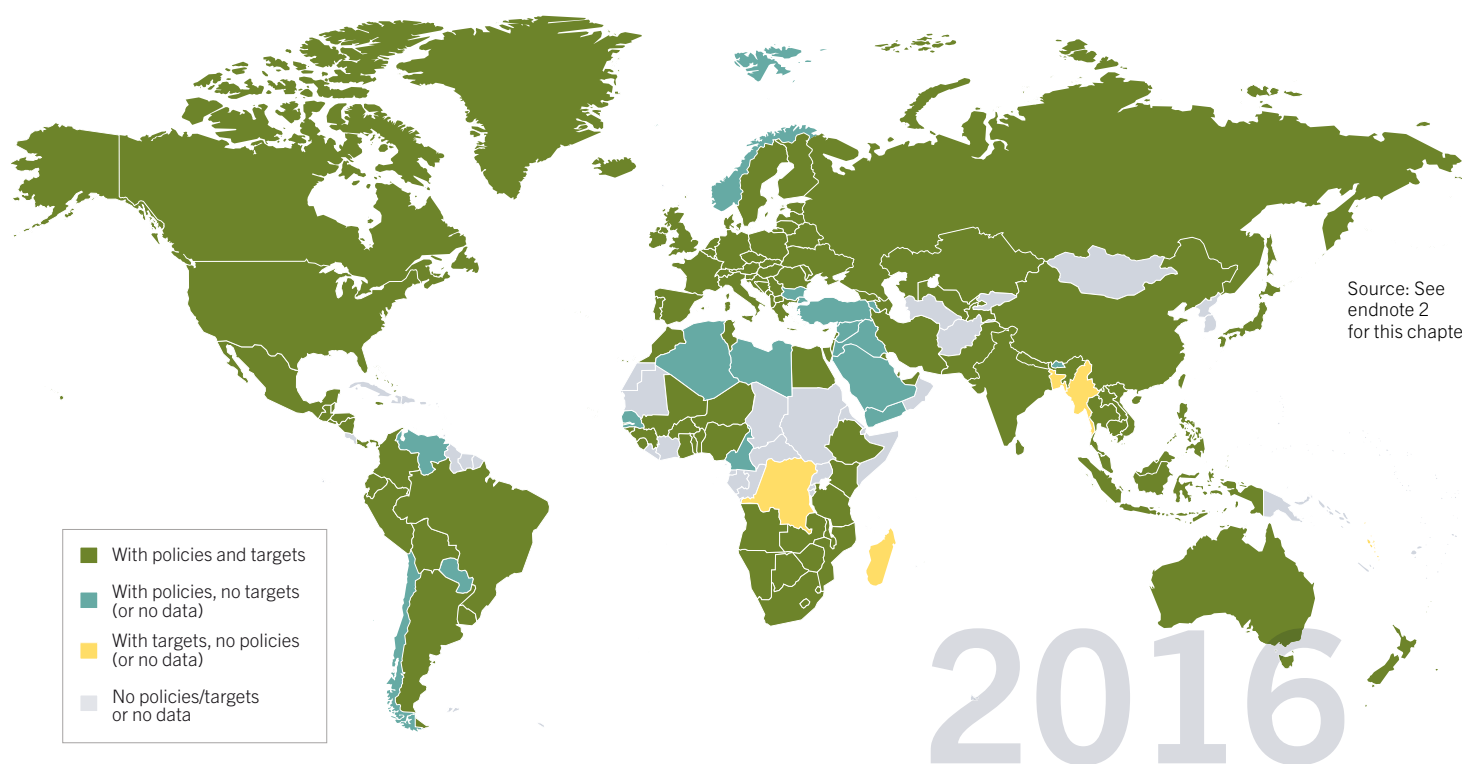 Source: See
endnote 2
for this chapte
With policies and targets
With policies, no targets
(or no data)
With targets, no policies
(or no data)
No policies/targets
or no data
2016